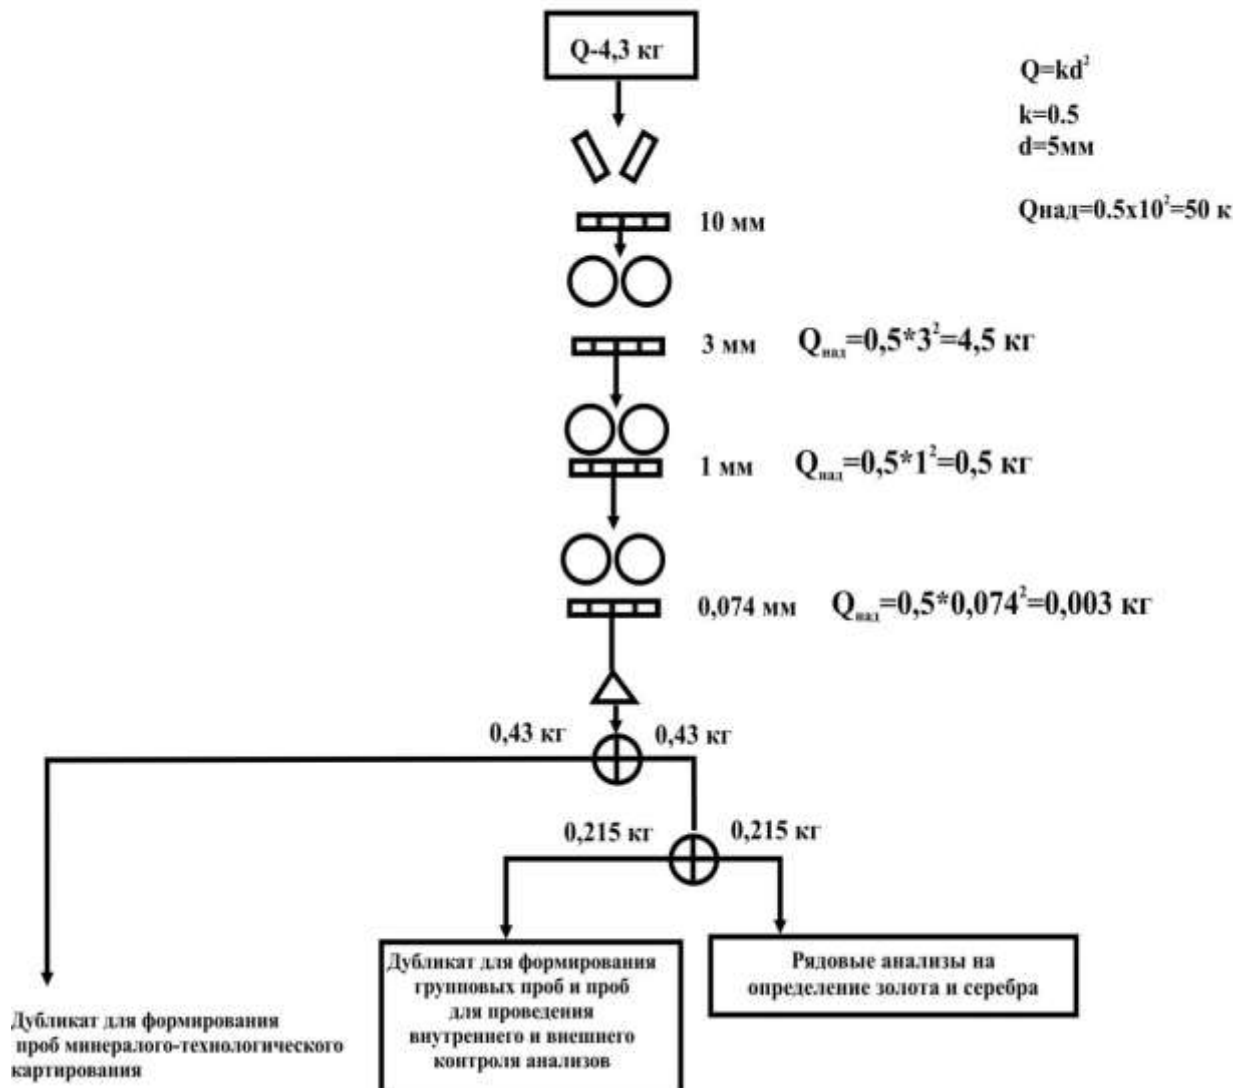 Q-4,3 кг
Q=kd²
k=0.5
d=5мм
Qнад=0.5x10²=50 к
10 мм
3 мм Qнад=0,5*3²=4,5 кг
1 мм Qнад=0,5*1²=0,5 кг
0,074 мм Qнад=0,5*0,074²=0,003 кг
0,43 кг 0,43 кг
0,215 кг 0,215 кг
Дубликат для формирования
групповых проб и проб
для проведения
внутреннего и внешнего
контроля анализов
Рядовые анализы на
определение золота и серебра
Дубликат для формирования
проб минералого-технологического
картирования